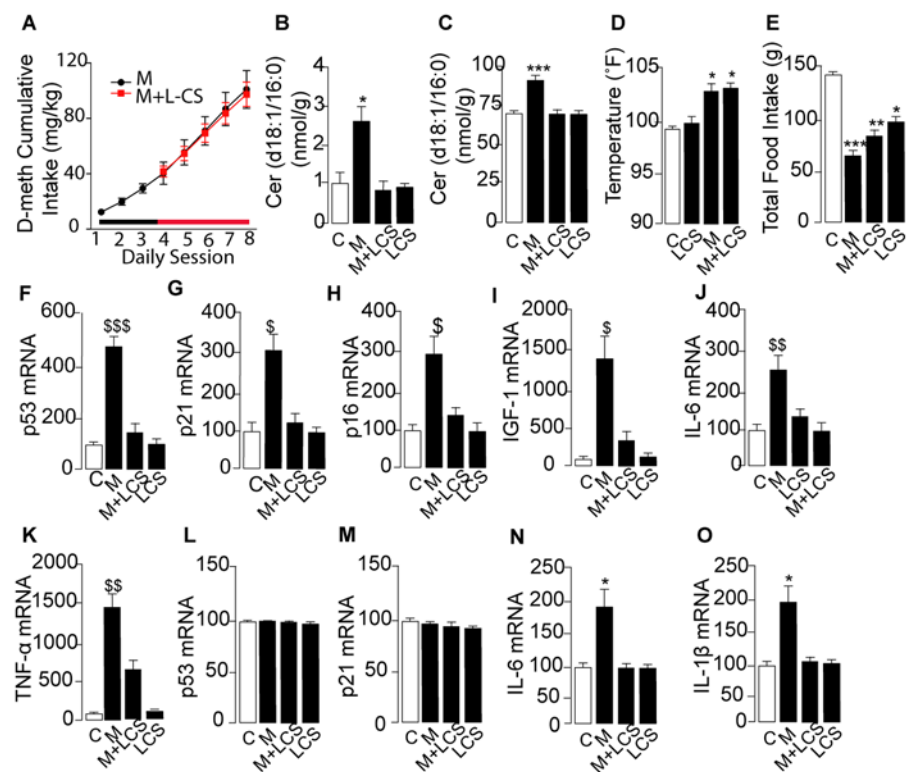 A
D-meth Cumulative
Intake (mg/kg)
120
80
40
0
M
M+L-CS
1 2 3 4 5 6 7 8
Daily Session
B
Cer (d18:1/16:0)
(nmol/g)
4
3
2
1
0
*
C M M+LCS LCS
C
Cer (d18:1/16:0)
(nmol/g)
100
75
50
25
0
***
C M M+LCS LCS
D
Temperature (˚F)
105
100
95
90
* *
C LCS M M+LCS
E
Total Food Intake (g)
150
100
50
0
*** ** *
C M M+LCS LCS
F
p53 mRNA
600
400
200
0
$$$
C M M+LCS LCS
G
p21 mRNA
400
300
200
100
0
$
C M M+LCS LCS
H
p16 mRNA
400
300
200
100
0
$
C M M+LCS LCS
I
IGF-1 mRNA
2000
1500
1000
500
0
$
C M M+LCS LCS
J
IL-6 mRNA
400
300
200
100
0
$$
C M LCS M+LCS
K
TNF-α mRNA
2000
1500
1000
500
0
$$
C M M+LCS LCS
L
p53 mRNA
150
100
50
0
C M M+LCS LCS
M
p21 mRNA
150
100
50
0
C M M+LCS LCS
N
IL-6 mRNA
250
200
150
100
50
0
*
C M M+LCS LCS
O
IL-1β mRNA
250
200
150
100
50
0
*
C M M+LCS LCS